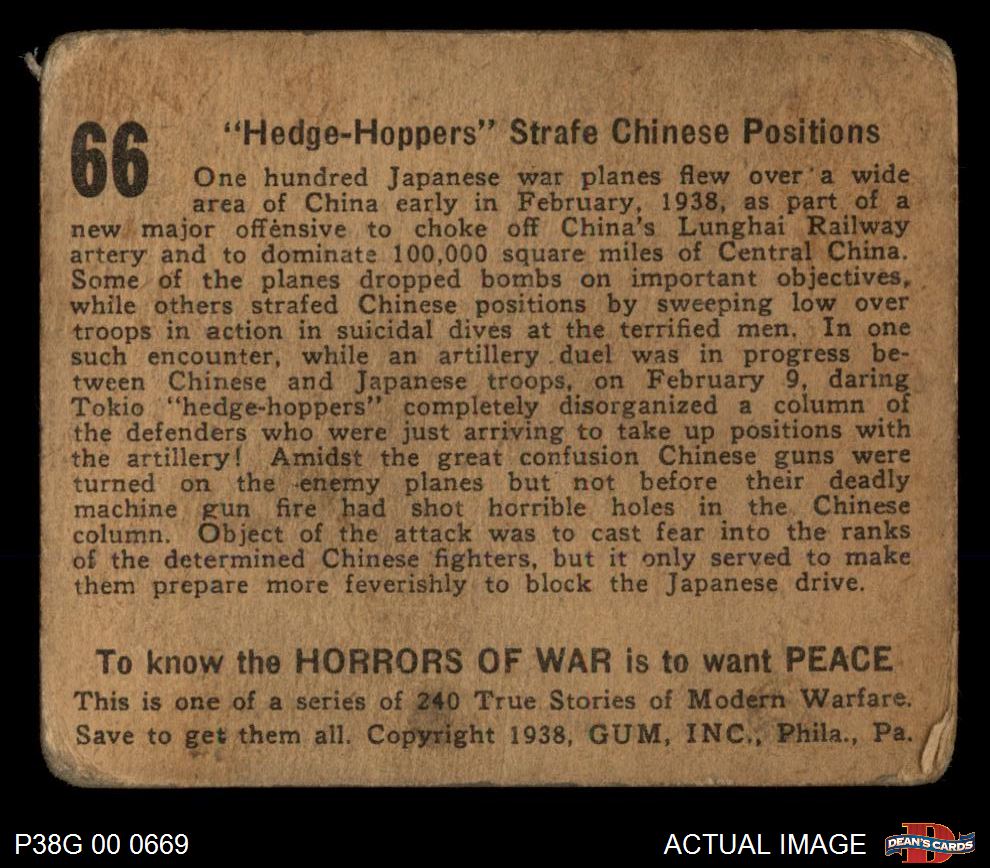 66
"Hedge-Hoppers" Strafe Chinese Positions
One hundred Japanese war planes flew over a wide
area of China early in February, 1938, as part of a
new major offensive to choke off China's Lunghai Railway
artery and to dominate 100,000 square miles of Central China.
Some of the planes dropped bombs on important objectives,
while others strafed Chinese positions by sweeping low over
troops in action in suicidal dives at the terrified men. In one
such encounter, while an artillery duel was in progress be-
tween Chinese and Japanese troops, on February 9, daring
Tokio "hedge-hoppers" completely disorganized a column of
the defenders who were just arriving to take up positions with
the artillery! Amidst the great confusion Chinese guns were
turned on the enemy planes but not before their deadly
machine gun fire had shot horrible holes in the Chinese
column. Object of the attack was to cast fear into the ranks
of the determined Chinese fighters, but it only served to make
them prepare more feverishly to block the Japanese drive.
To know the HORRORS OF WAR is to want PEACE
This is one of a series of 240 True Stories of Modern Warfare.
Save to get them all. Copyright 1938, GUM, INC., Phila., Pa.
P38G 00 0669
ACTUAL IMAGE
DEAN'S CARDS